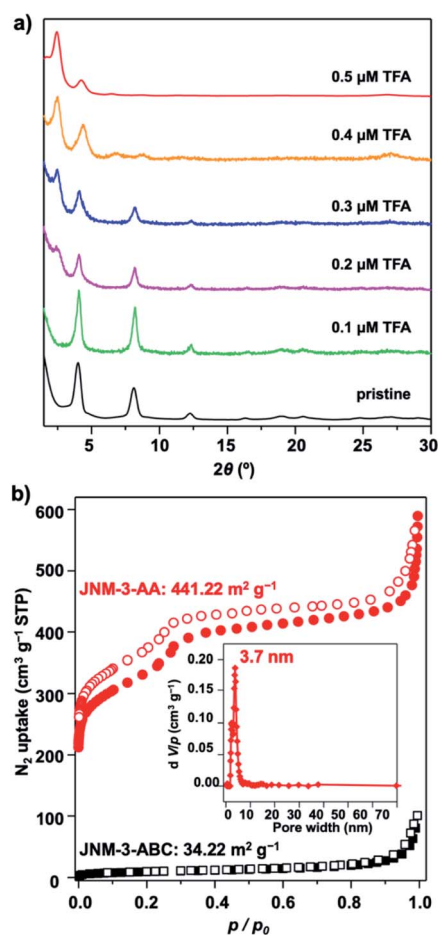 a)
0.5 μM TFA
0.4 μM TFA
0.3 μM TFA
0.2 μM TFA
0.1 μM TFA
pristine
5 10 15 20 25 30
2θ (º)
b)
600
500
400
300
200
100
0
N₂ uptake (cm³ g⁻¹ STP)
JNM-3-AA: 441.22 m² g⁻¹
3.7 nm
0.20
0.15
0.10
0.05
0.00
d V/p (cm³ g⁻¹)
0 10 20 30 40 50 60 70
Pore width (nm)
JNM-3-ABC: 34.22 m² g⁻¹
0.0 0.2 0.4 0.6 0.8 1.0
p / p₀